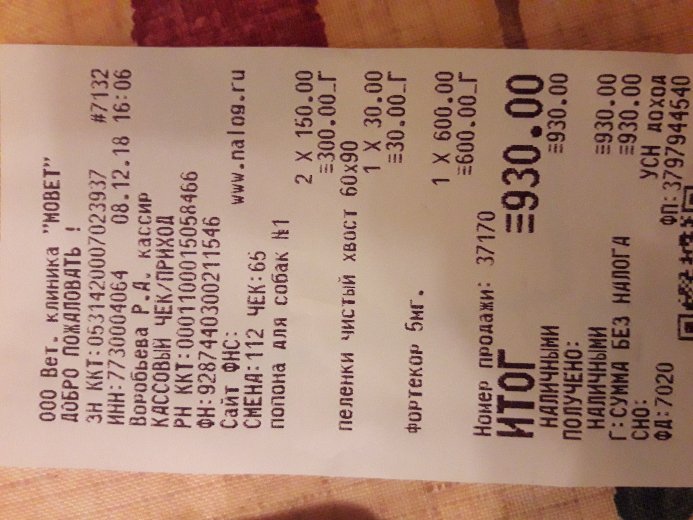 ООО Вет. клиника "МОВЕТ"
ДОБРО ПОЖАЛОВАТЬ !
ЗН ККТ:0531420007023937 #7132
ИНН:7730004064 08.12.18 16:06
Воробьева Р.А. кассир
КАССОВЫЙ ЧЕК/ПРИХОД
РН ККТ:0001100015058466
ФН:9287440300211546
Сайт ФНС: www.nalog.ru
СМЕНА:112 ЧЕК:65
попона для собак №1
2 X 150.00
=300.00_Г
пеленки чистый хвост 60x90
1 X 30.00
=30.00_Г
фортекор 5мг.
1 X 600.00
=600.00_Г
Номер продажи: 37170
ИТОГ =930.00
НАЛИЧНЫМИ =930.00
ПОЛУЧЕНО:
НАЛИЧНЫМИ =930.00
Г:СУММА БЕЗ НАЛОГА =930.00
СНО: УСН ДОХОД
ФД:7020 ФП:3797944540